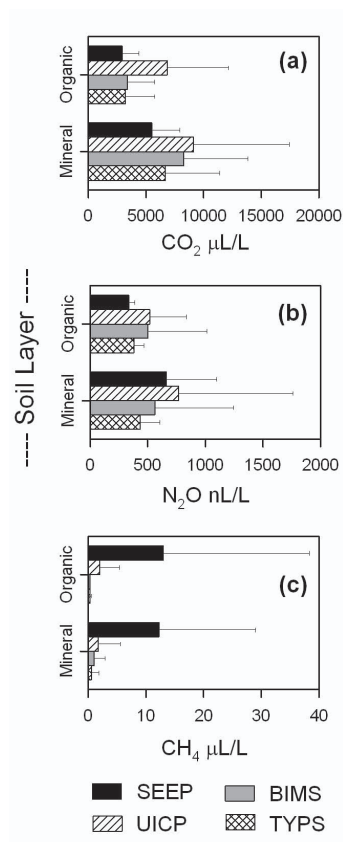 (a)
Organic
Mineral
0 5000 10000 15000 20000
CO₂ µL/L
---- Soil Layer ----
(b)
Organic
Mineral
0 500 1000 1500 2000
N₂O nL/L
(c)
Organic
Mineral
0 10 20 30 40
CH₄ µL/L
SEEP BIMS
UICP TYPS